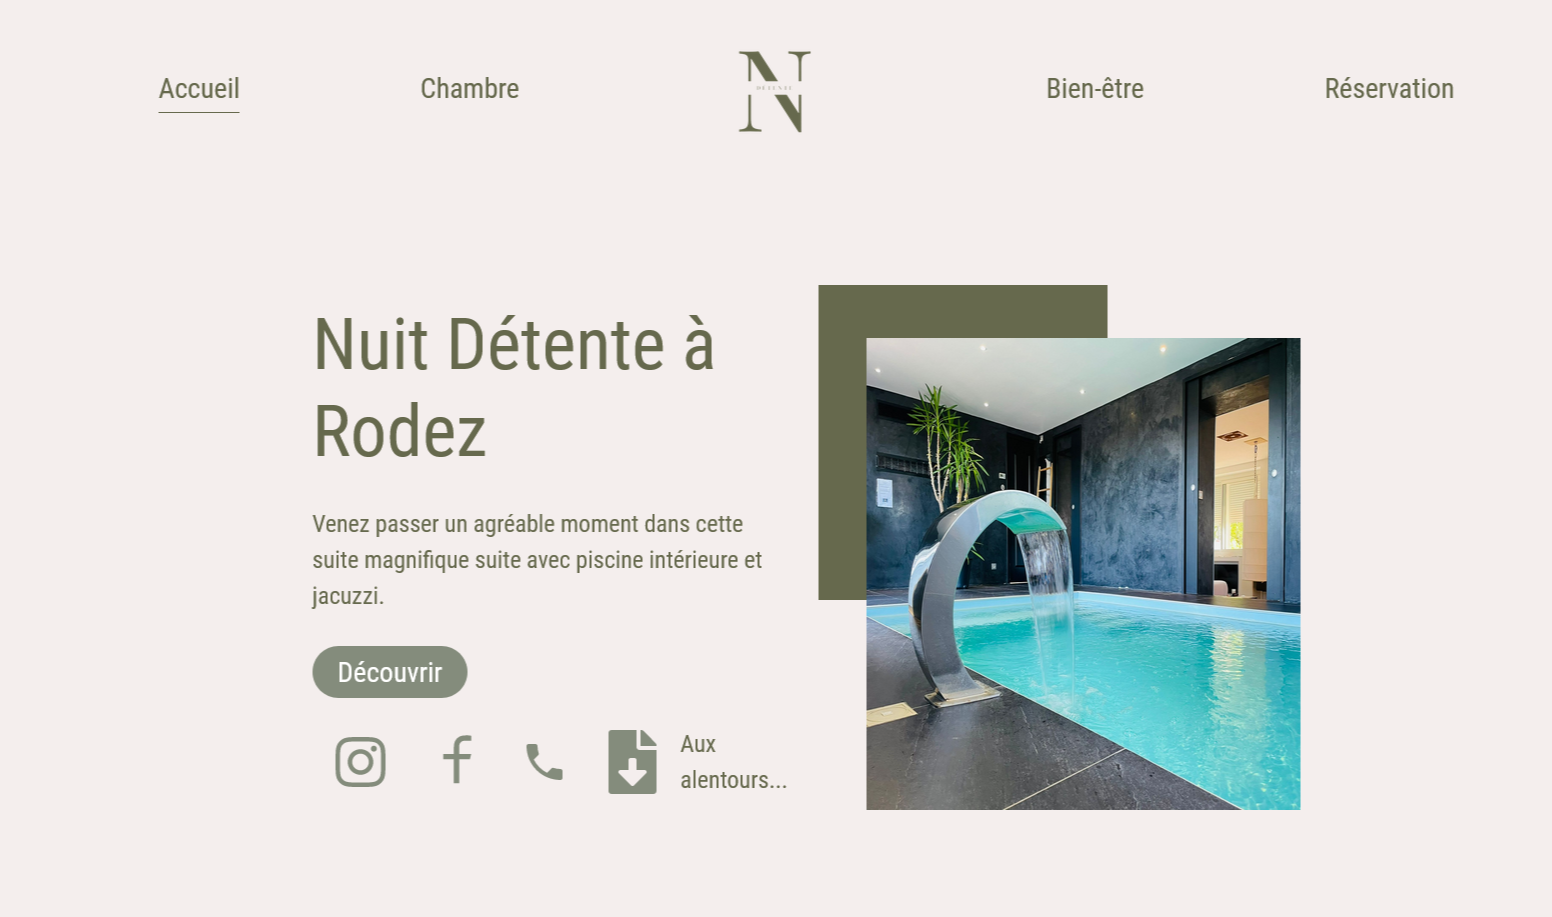 Accueil
Chambre
N
DÉTENTE
Bien-être
Réservation
Nuit Détente à
Rodez
Venez passer un agréable moment dans cette
suite magnifique suite avec piscine intérieure et
jacuzzi.
Découvrir
Aux
alentours...